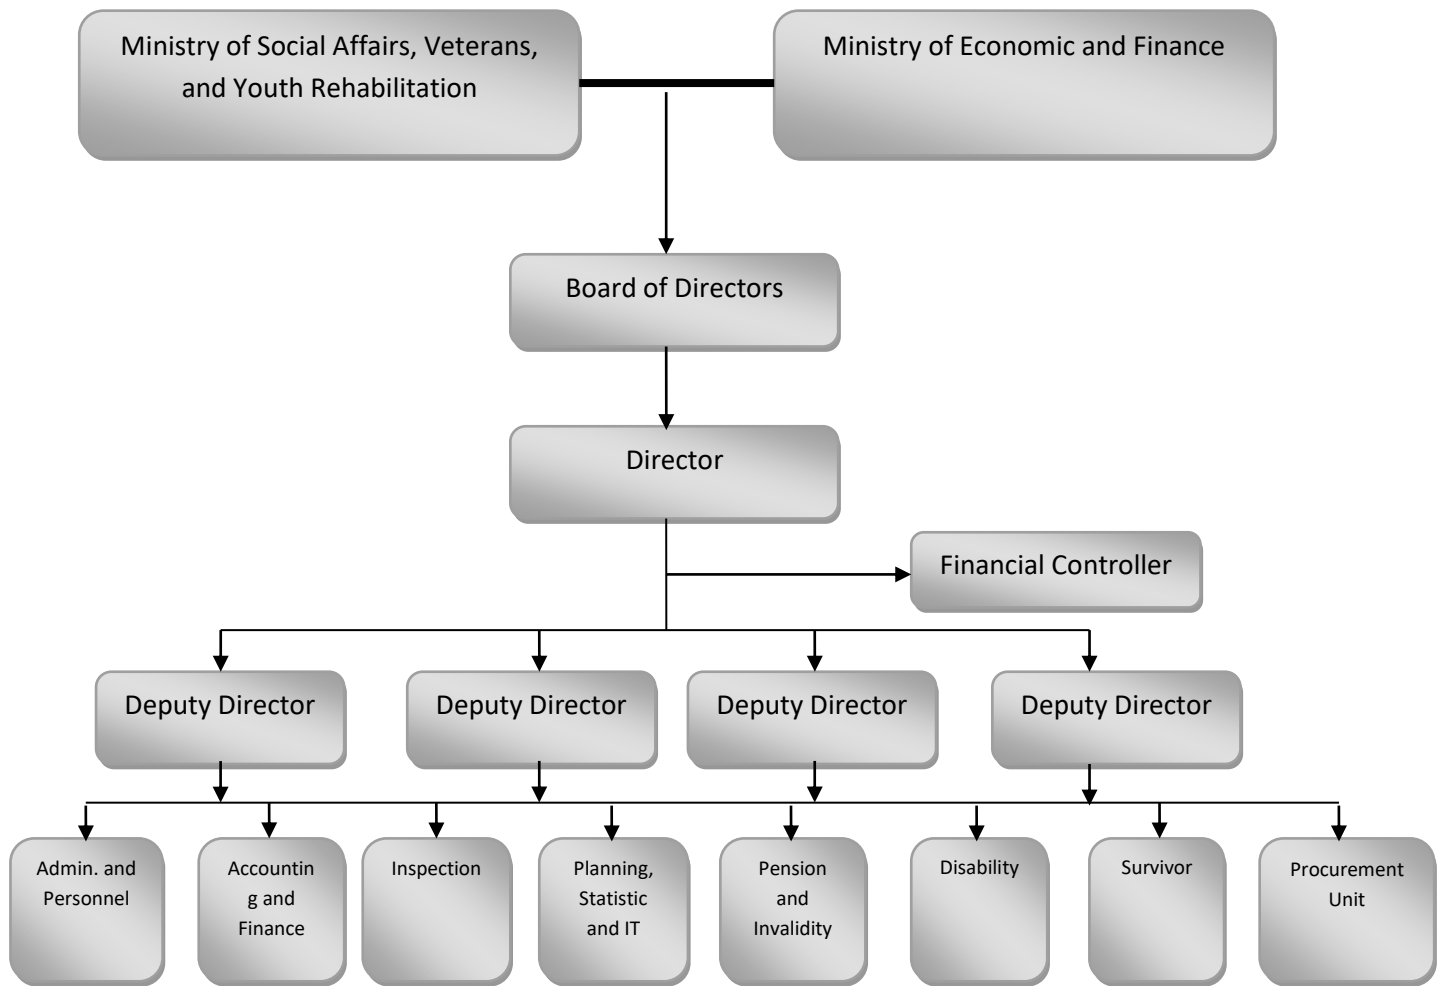 Ministry of Social Affairs, Veterans,
and Youth Rehabilitation
Ministry of Economic and Finance
Board of Directors
Director
Financial Controller
Deputy Director
Deputy Director
Deputy Director
Deputy Director
Admin. and
Personnel
Accountin
g and
Finance
Inspection
Planning,
Statistic
and IT
Pension
and
Invalidity
Disability
Survivor
Procurement
Unit